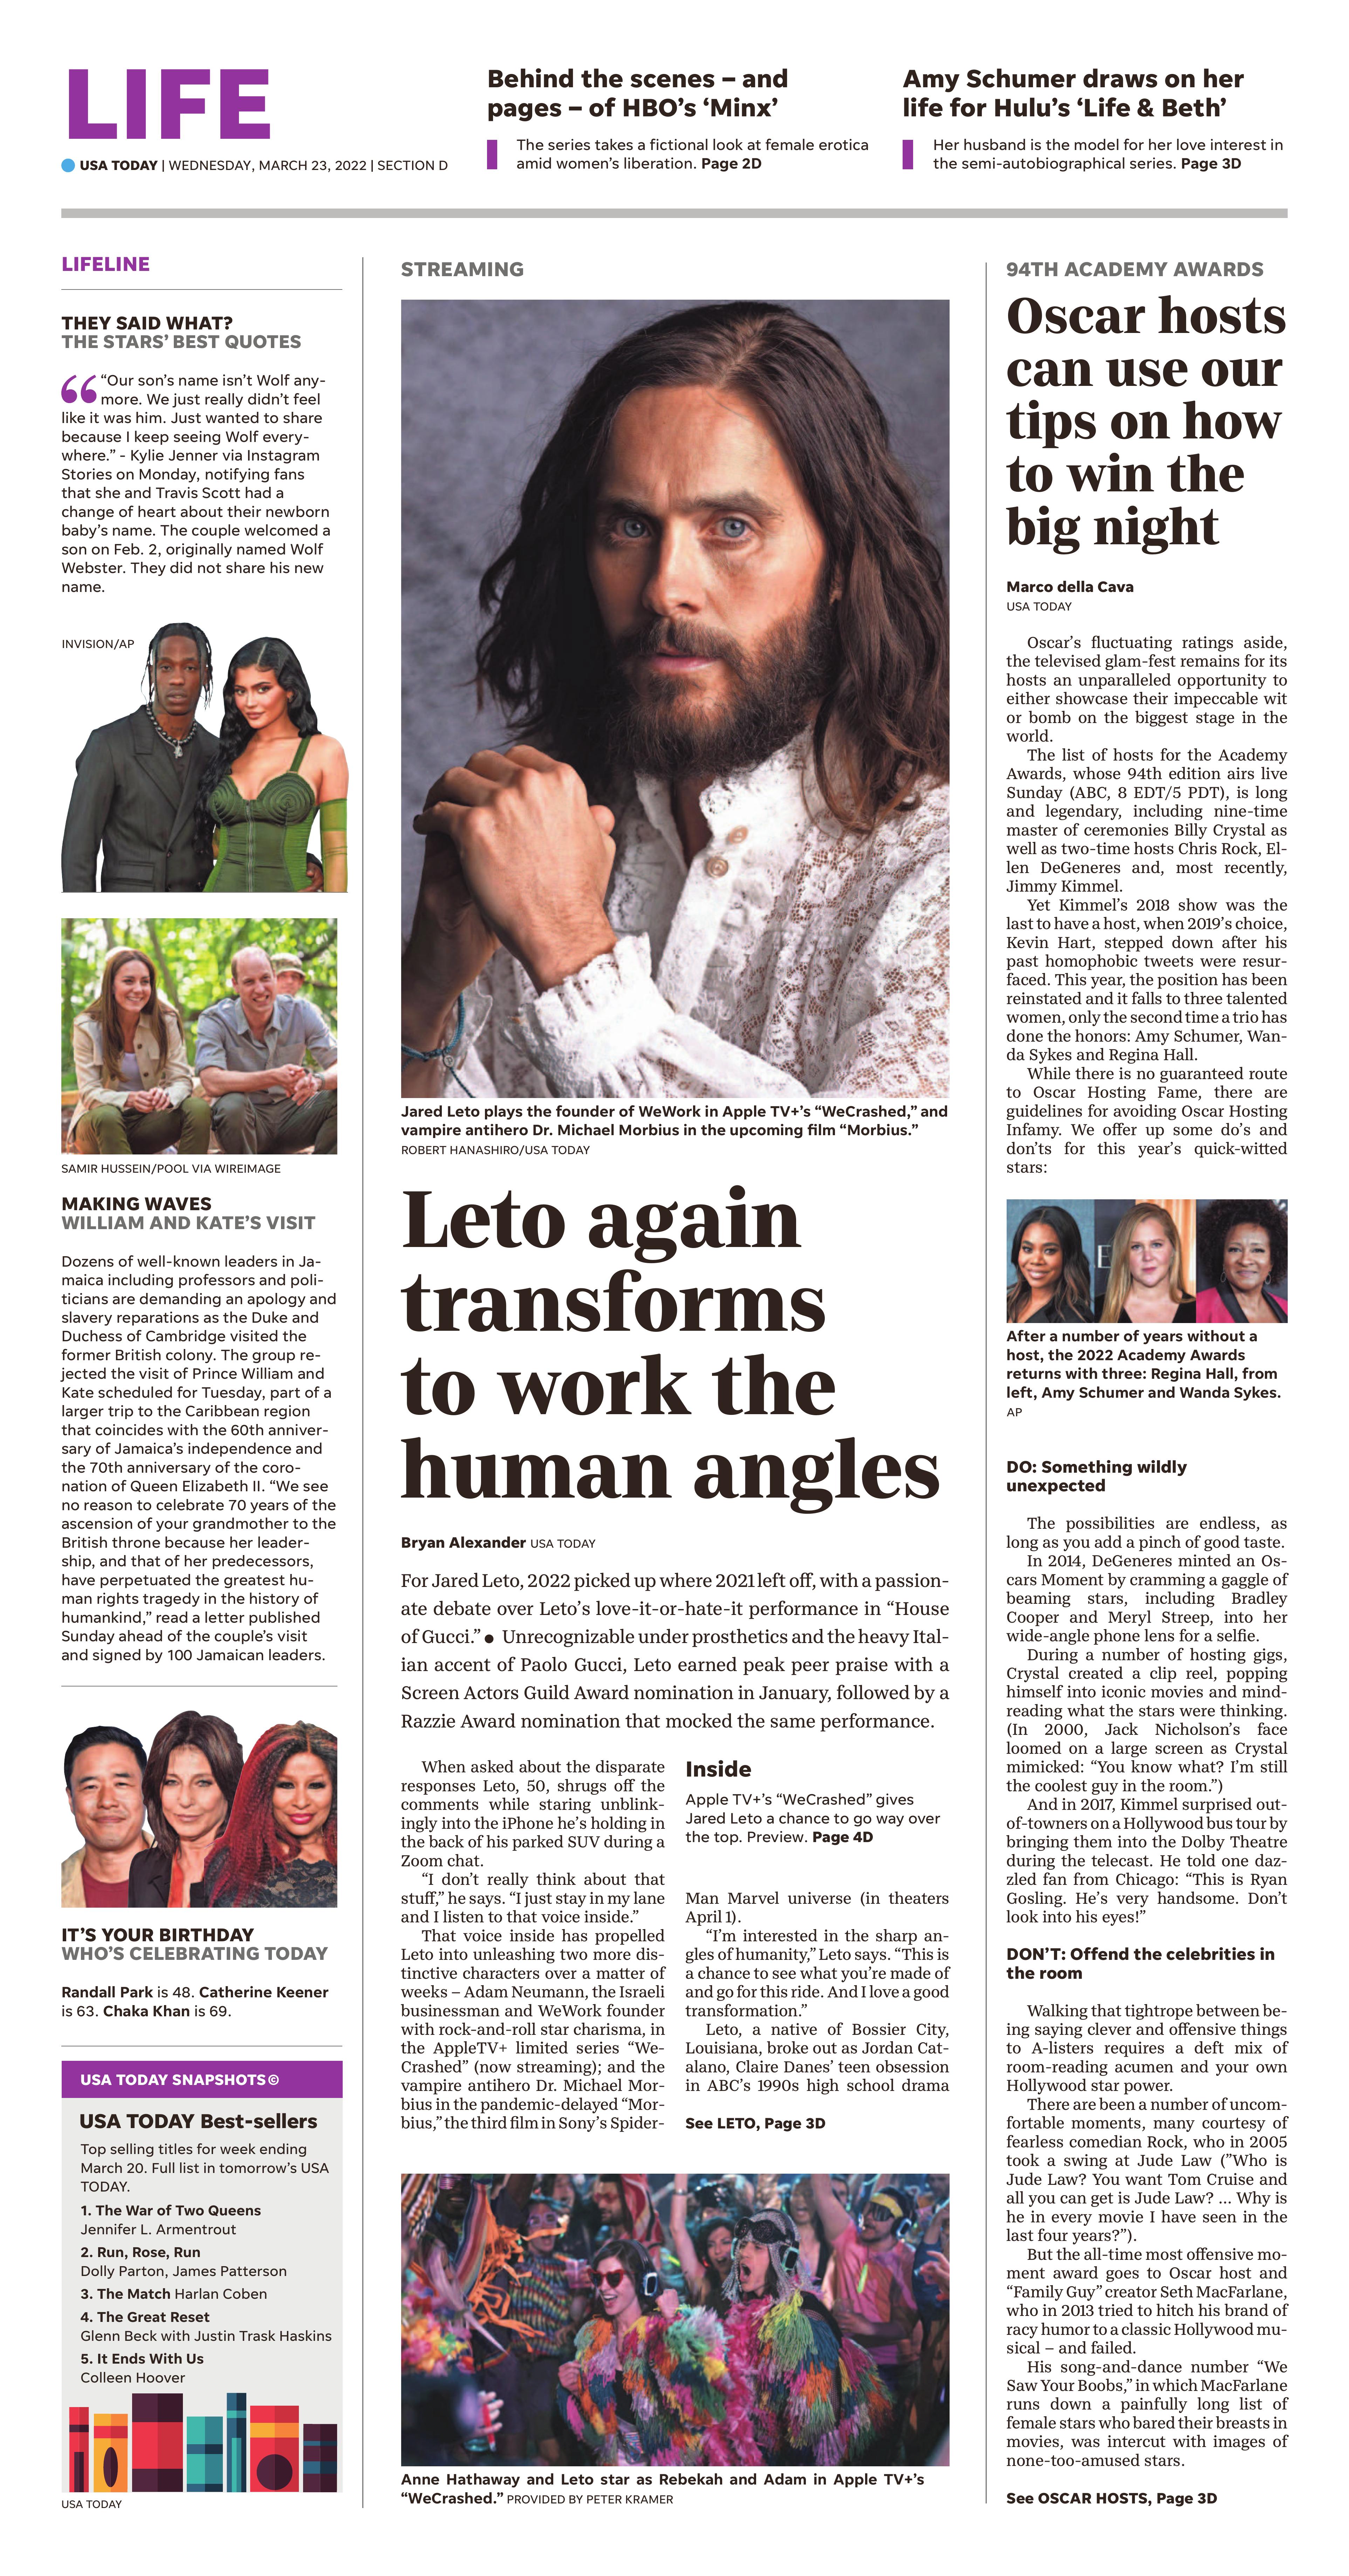 LIFE
USA TODAY | WEDNESDAY, MARCH 23, 2022 | SECTION D
Behind the scenes – and
pages – of HBO’s ‘Minx’
The series takes a fictional look at female erotica
amid women’s liberation. Page 2D
Amy Schumer draws on her
life for Hulu’s ‘Life & Beth’
Her husband is the model for her love interest in
the semi-autobiographical series. Page 3D
LIFELINE
THEY SAID WHAT?
THE STARS’ BEST QUOTES
“Our son’s name isn’t Wolf any-
more. We just really didn’t feel
like it was him. Just wanted to share
because I keep seeing Wolf every-
where.” - Kylie Jenner via Instagram
Stories on Monday, notifying fans
that she and Travis Scott had a
change of heart about their newborn
baby’s name. The couple welcomed a
son on Feb. 2, originally named Wolf
Webster. They did not share his new
name.
INVISION/AP
SAMIR HUSSEIN/POOL VIA WIREIMAGE
MAKING WAVES
WILLIAM AND KATE’S VISIT
Dozens of well-known leaders in Ja-
maica including professors and poli-
ticians are demanding an apology and
slavery reparations as the Duke and
Duchess of Cambridge visited the
former British colony. The group re-
jected the visit of Prince William and
Kate scheduled for Tuesday, part of a
larger trip to the Caribbean region
that coincides with the 60th anniver-
sary of Jamaica’s independence and
the 70th anniversary of the coro-
nation of Queen Elizabeth II. “We see
no reason to celebrate 70 years of the
ascension of your grandmother to the
British throne because her leader-
ship, and that of her predecessors,
have perpetuated the greatest hu-
man rights tragedy in the history of
humankind,” read a letter published
Sunday ahead of the couple’s visit
and signed by 100 Jamaican leaders.
IT’S YOUR BIRTHDAY
WHO’S CELEBRATING TODAY
Randall Park is 48. Catherine Keener
is 63. Chaka Khan is 69.
USA TODAY SNAPSHOTS©
USA TODAY Best-sellers
Top selling titles for week ending
March 20. Full list in tomorrow’s USA
TODAY.
1. The War of Two Queens
Jennifer L. Armentrout
2. Run, Rose, Run
Dolly Parton, James Patterson
3. The Match Harlan Coben
4. The Great Reset
Glenn Beck with Justin Trask Haskins
5. It Ends With Us
Colleen Hoover
USA TODAY
STREAMING
Jared Leto plays the founder of WeWork in Apple TV+’s “WeCrashed,” and
vampire antihero Dr. Michael Morbius in the upcoming film “Morbius.”
ROBERT HANASHIRO/USA TODAY
Leto again
transforms
to work the
human angles
Bryan Alexander USA TODAY
For Jared Leto, 2022 picked up where 2021 left off, with a passion-
ate debate over Leto’s love-it-or-hate-it performance in “House
of Gucci.” ● Unrecognizable under prosthetics and the heavy Ital-
ian accent of Paolo Gucci, Leto earned peak peer praise with a
Screen Actors Guild Award nomination in January, followed by a
Razzie Award nomination that mocked the same performance.
When asked about the disparate
responses Leto, 50, shrugs off the
comments while staring unblink-
ingly into the iPhone he’s holding in
the back of his parked SUV during a
Zoom chat.
“I don’t really think about that
stuff,” he says. “I just stay in my lane
and I listen to that voice inside.”
That voice inside has propelled
Leto into unleashing two more dis-
tinctive characters over a matter of
weeks – Adam Neumann, the Israeli
businessman and WeWork founder
with rock-and-roll star charisma, in
the AppleTV+ limited series “We-
Crashed” (now streaming); and the
vampire antihero Dr. Michael Mor-
bius in the pandemic-delayed “Mor-
bius,” the third film in Sony’s Spider-
Inside
Apple TV+’s “WeCrashed” gives
Jared Leto a chance to go way over
the top. Preview. Page 4D
Man Marvel universe (in theaters
April 1).
“I’m interested in the sharp an-
gles of humanity,” Leto says. “This is
a chance to see what you’re made of
and go for this ride. And I love a good
transformation.”
Leto, a native of Bossier City,
Louisiana, broke out as Jordan Cat-
alano, Claire Danes’ teen obsession
in ABC’s 1990s high school drama
See LETO, Page 3D
Anne Hathaway and Leto star as Rebekah and Adam in Apple TV+’s
“WeCrashed.” PROVIDED BY PETER KRAMER
94TH ACADEMY AWARDS
Oscar hosts
can use our
tips on how
to win the
big night
Marco della Cava
USA TODAY
Oscar’s fluctuating ratings aside,
the televised glam-fest remains for its
hosts an unparalleled opportunity to
either showcase their impeccable wit
or bomb on the biggest stage in the
world.
The list of hosts for the Academy
Awards, whose 94th edition airs live
Sunday (ABC, 8 EDT/5 PDT), is long
and legendary, including nine-time
master of ceremonies Billy Crystal as
well as two-time hosts Chris Rock, El-
len DeGeneres and, most recently,
Jimmy Kimmel.
Yet Kimmel’s 2018 show was the
last to have a host, when 2019’s choice,
Kevin Hart, stepped down after his
past homophobic tweets were resur-
faced. This year, the position has been
reinstated and it falls to three talented
women, only the second time a trio has
done the honors: Amy Schumer, Wan-
da Sykes and Regina Hall.
While there is no guaranteed route
to Oscar Hosting Fame, there are
guidelines for avoiding Oscar Hosting
Infamy. We offer up some do’s and
don’ts for this year’s quick-witted
stars:
After a number of years without a
host, the 2022 Academy Awards
returns with three: Regina Hall, from
left, Amy Schumer and Wanda Sykes.
AP
DO: Something wildly
unexpected
The possibilities are endless, as
long as you add a pinch of good taste.
In 2014, DeGeneres minted an Os-
cars Moment by cramming a gaggle of
beaming stars, including Bradley
Cooper and Meryl Streep, into her
wide-angle phone lens for a selfie.
During a number of hosting gigs,
Crystal created a clip reel, popping
himself into iconic movies and mind-
reading what the stars were thinking.
(In 2000, Jack Nicholson’s face
loomed on a large screen as Crystal
mimicked: “You know what? I’m still
the coolest guy in the room.”)
And in 2017, Kimmel surprised out-
of-towners on a Hollywood bus tour by
bringing them into the Dolby Theatre
during the telecast. He told one daz-
zled fan from Chicago: “This is Ryan
Gosling. He’s very handsome. Don’t
look into his eyes!”
DON’T: Offend the celebrities in
the room
Walking that tightrope between be-
ing saying clever and offensive things
to A-listers requires a deft mix of
room-reading acumen and your own
Hollywood star power.
There are been a number of uncom-
fortable moments, many courtesy of
fearless comedian Rock, who in 2005
took a swing at Jude Law (”Who is
Jude Law? You want Tom Cruise and
all you can get is Jude Law? ... Why is
he in every movie I have seen in the
last four years?”).
But the all-time most offensive mo-
ment award goes to Oscar host and
“Family Guy” creator Seth MacFarlane,
who in 2013 tried to hitch his brand of
racy humor to a classic Hollywood mu-
sical – and failed.
His song-and-dance number “We
Saw Your Boobs,” in which MacFarlane
runs down a painfully long list of
female stars who bared their breasts in
movies, was intercut with images of
none-too-amused stars.
See OSCAR HOSTS, Page 3D